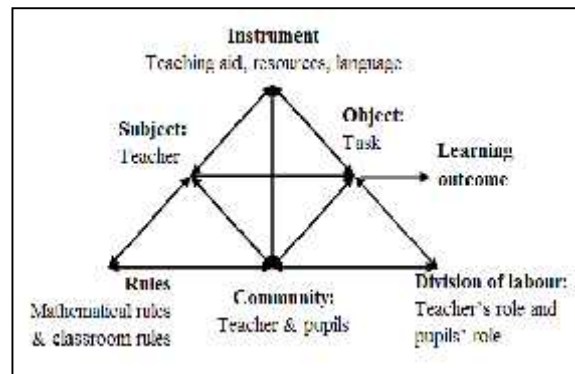 Instrument
Teaching aid, resources, language
Subject:
Teacher
Object:
Task
Learning
outcome
Rules
Mathematical rules
& classroom rules
Community:
Teacher & pupils
Division of labour:
Teacher's role and
pupils' role